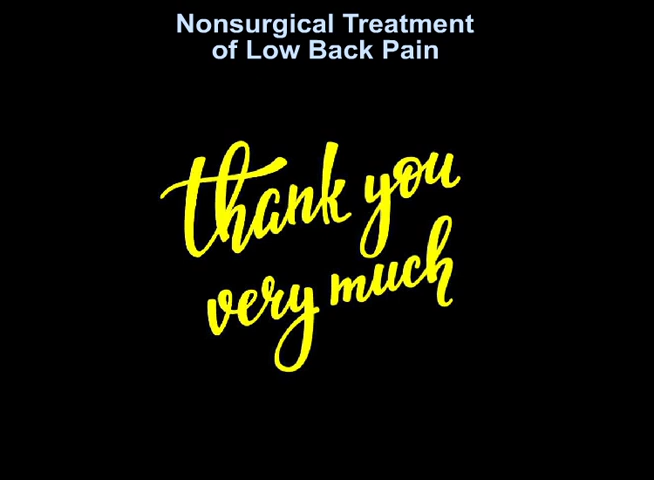 Nonsurgical Treatment
of Low Back Pain
thank you
very much